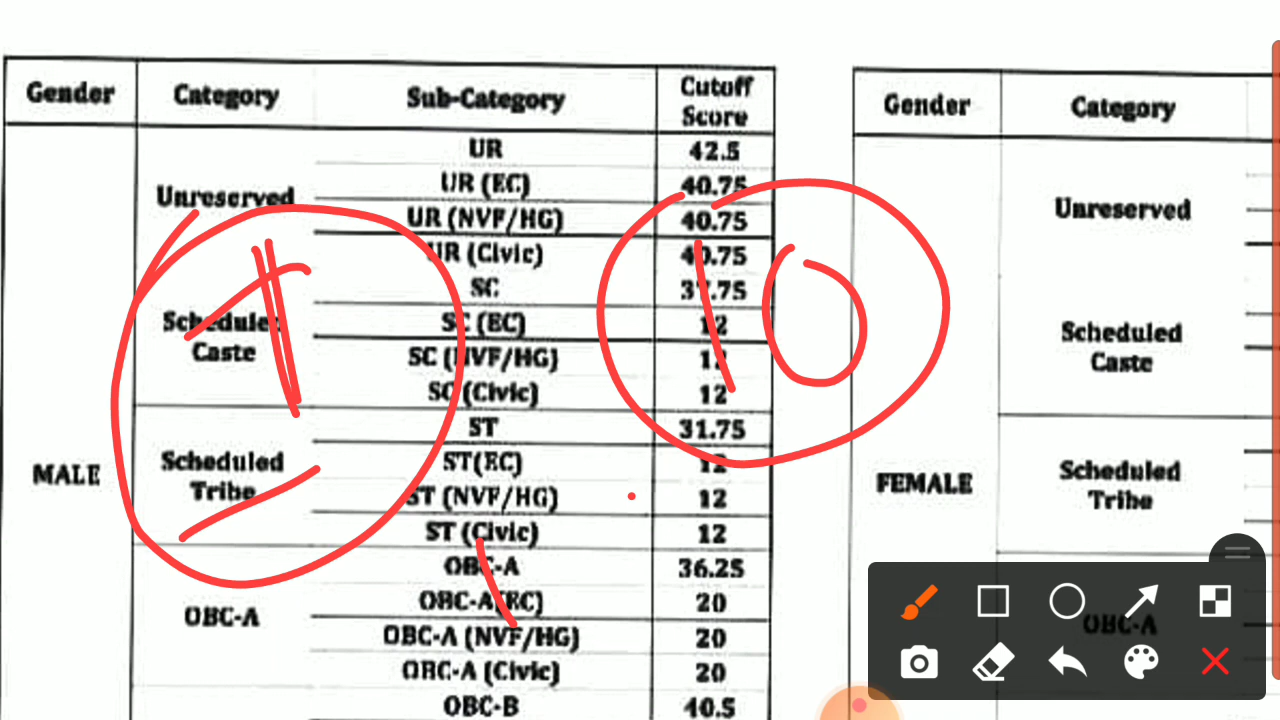 Gender Category Sub-Category Cutoff Score
Gender Category
UR 42.5
Unreserved UR (EC) 40.75
UR (NVF/HG) 40.75
UR (Civic) 40.75
Unreserved
SC 37.75
Scheduled Caste SC (EC) 12
SC (NVF/HG) 12
SC (Civic) 12
Scheduled Caste
ST 31.75
MALE Scheduled Tribe ST(EC) 12
ST (NVF/HG) 12
ST (Civic) 12
FEMALE Scheduled Tribe
OBC-A 36.25
OBC-A OBC-A(EC) 20
OBC-A (NVF/HG) 20
OBC-A (Civic) 20
OBC-A
OBC-B 40.5
10